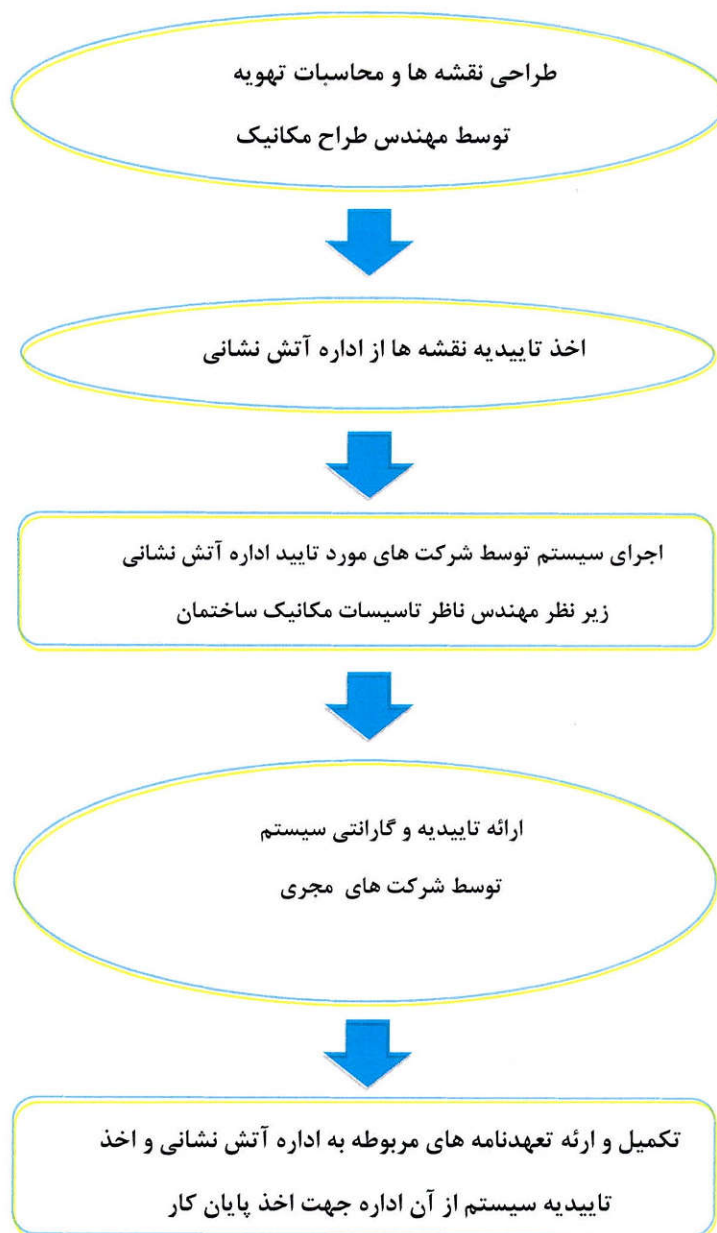 طراحی نقشه ها و محاسبات تهویه
توسط مهندس طراح مکانیک
اخذ تاییدیه نقشه ها از اداره آتش نشانی
اجرای سیستم توسط شرکت های مورد تایید اداره آتش نشانی
زیر نظر مهندس ناظر تاسیسات مکانیک ساختمان
ارائه تاییدیه و گارانتی سیستم
توسط شرکت های مجری
تکمیل و ارئه تعهدنامه های مربوطه به اداره آتش نشانی و اخذ
تاییدیه سیستم از آن اداره جهت اخذ پایان کار